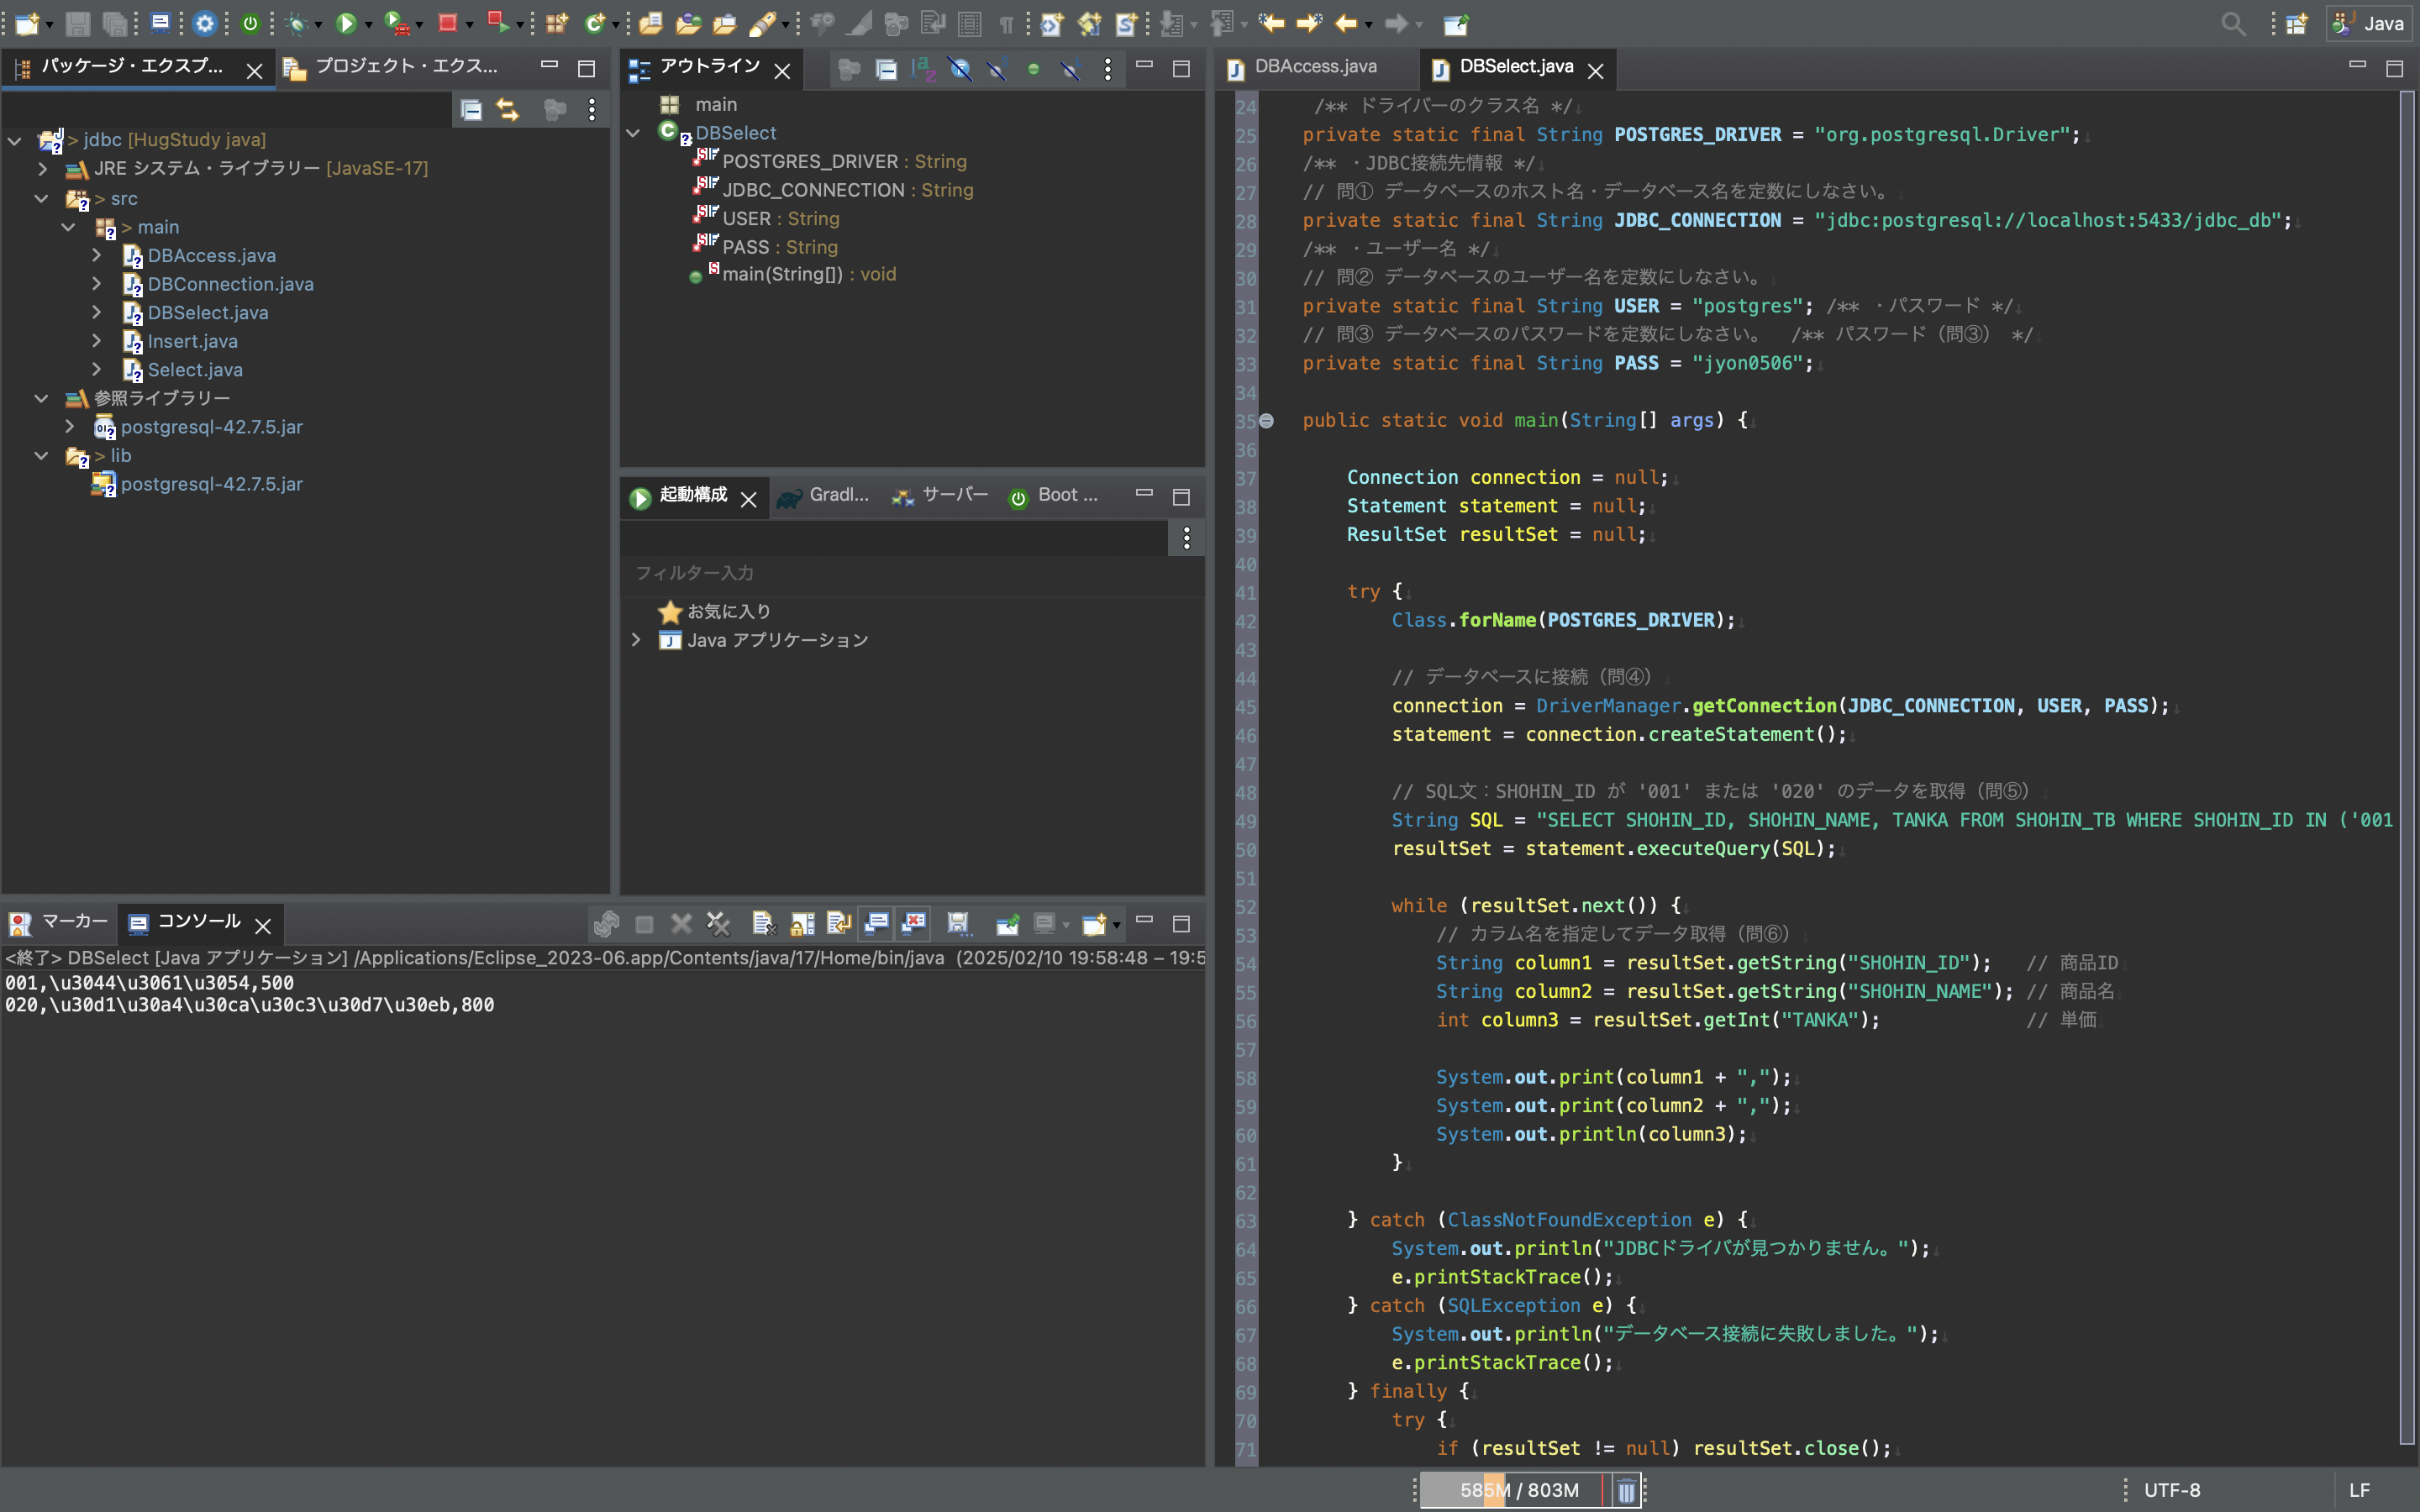 Java
パッケージ・エクスプ...
プロジェクト・エクス...
> jdbc [HugStudy java]
JRE システム・ライブラリー [JavaSE-17]
> src
> main
DBAccess.java
DBConnection.java
DBSelect.java
Insert.java
Select.java
参照ライブラリー
postgresql-42.7.5.jar
> lib
postgresql-42.7.5.jar
アウトライン
main
DBSelect
POSTGRES_DRIVER : String
JDBC_CONNECTION : String
USER : String
PASS : String
main(String[]) : void
起動構成
Gradl...
サーバー
Boot ...
フィルター入力
お気に入り
Java アプリケーション
マーカー
コンソール
<終了> DBSelect [Java アプリケーション] /Applications/Eclipse_2023-06.app/Contents/java/17/Home/bin/java (2025/02/10 19:58:48 – 19:5
001,\u3044\u3061\u3054,500
020,\u30d1\u30a4\u30ca\u30c3\u30d7\u30eb,800
DBAccess.java
DBSelect.java
24 /** ドライバーのクラス名 */
25 private static final String POSTGRES_DRIVER = "org.postgresql.Driver";
26 /** ・JDBC接続先情報 */
27 // 問① データベースのホスト名・データベース名を定数にしなさい。
28 private static final String JDBC_CONNECTION = "jdbc:postgresql://localhost:5433/jdbc_db";
29 /** ・ユーザー名 */
30 // 問② データベースのユーザー名を定数にしなさい。
31 private static final String USER = "postgres"; /** ・パスワード */
32 // 問③ データベースのパスワードを定数にしなさい。 /** パスワード（問③） */
33 private static final String PASS = "jyon0506";
34
35 public static void main(String[] args) {
36
37 Connection connection = null;
38 Statement statement = null;
39 ResultSet resultSet = null;
40
41 try {
42 Class.forName(POSTGRES_DRIVER);
43
44 // データベースに接続（問④）
45 connection = DriverManager.getConnection(JDBC_CONNECTION, USER, PASS);
46 statement = connection.createStatement();
47
48 // SQL文：SHOHIN_ID が '001' または '020' のデータを取得（問⑤）
49 String SQL = "SELECT SHOHIN_ID, SHOHIN_NAME, TANKA FROM SHOHIN_TB WHERE SHOHIN_ID IN ('001
50 resultSet = statement.executeQuery(SQL);
51
52 while (resultSet.next()) {
53 // カラム名を指定してデータ取得（問⑥）
54 String column1 = resultSet.getString("SHOHIN_ID"); // 商品ID
55 String column2 = resultSet.getString("SHOHIN_NAME"); // 商品名
56 int column3 = resultSet.getInt("TANKA"); // 単価
57
58 System.out.print(column1 + ",");
59 System.out.print(column2 + ",");
60 System.out.println(column3);
61 }
62
63 } catch (ClassNotFoundException e) {
64 System.out.println("JDBCドライバが見つかりません。");
65 e.printStackTrace();
66 } catch (SQLException e) {
67 System.out.println("データベース接続に失敗しました。");
68 e.printStackTrace();
69 } finally {
70 try {
71 if (resultSet != null) resultSet.close();
585M / 803M
UTF-8
LF